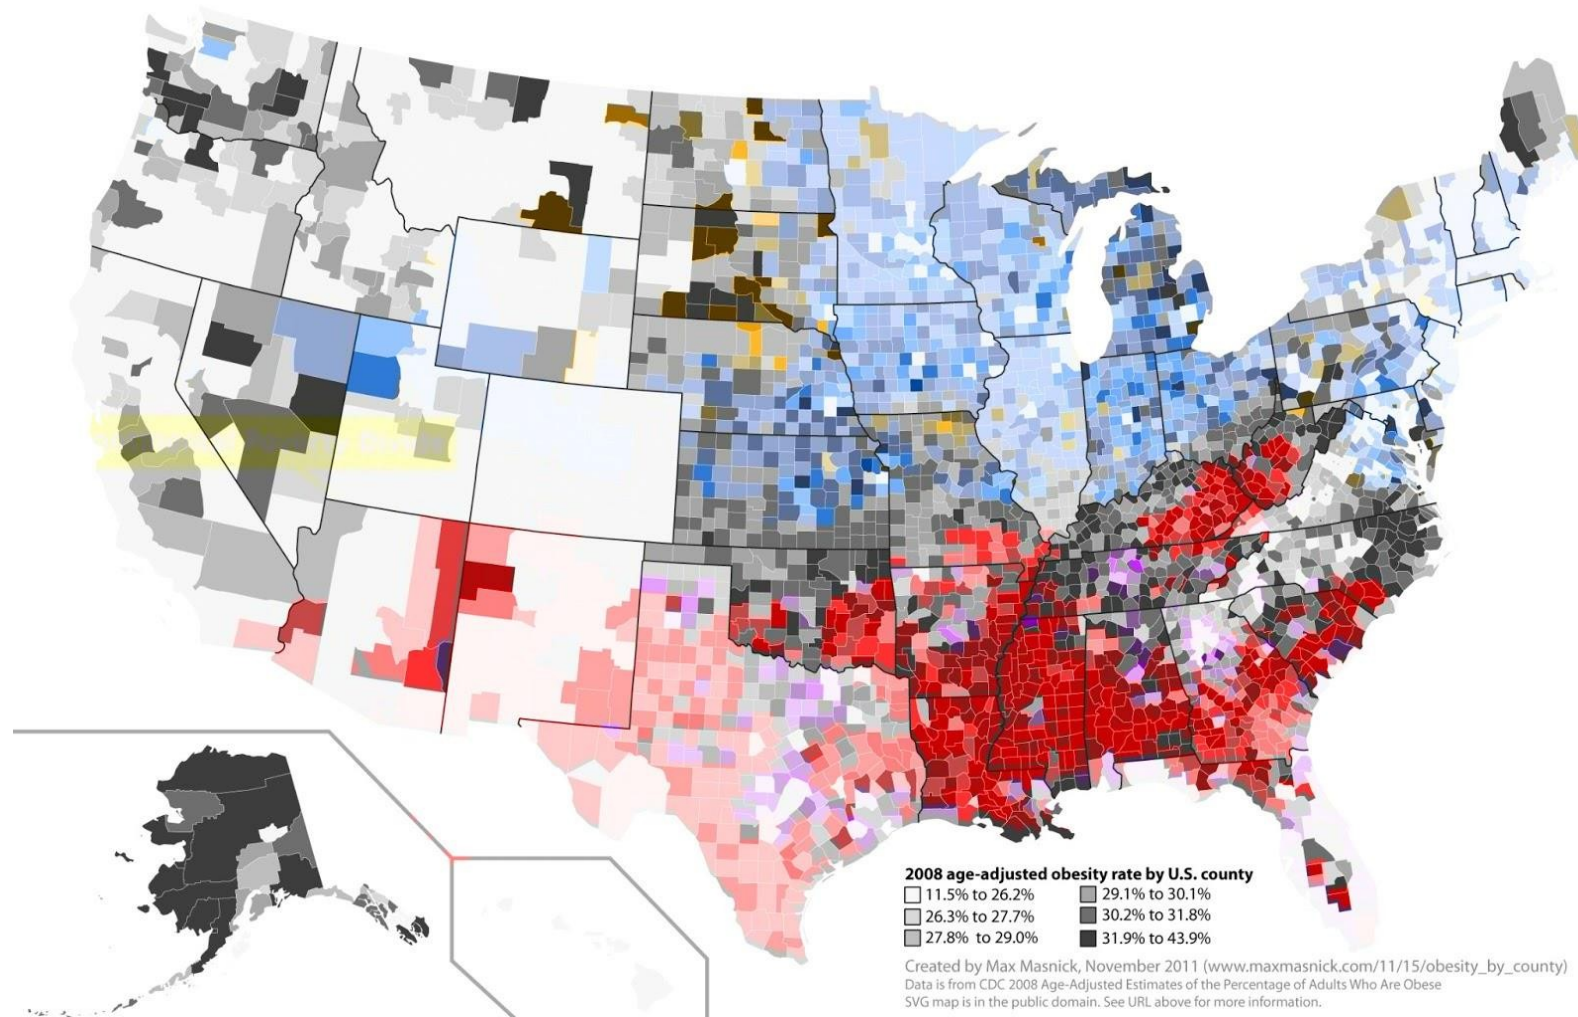 2008 age-adjusted obesity rate by U.S. county
11.5% to 26.2%
26.3% to 27.7%
27.8% to 29.0%
29.1% to 30.1%
30.2% to 31.8%
31.9% to 43.9%
Created by Max Masnick, November 2011 (www.maxmasnick.com/11/15/obesity_by_county)
Data is from CDC 2008 Age-Adjusted Estimates of the Percentage of Adults Who Are Obese
SVG map is in the public domain. See URL above for more information.